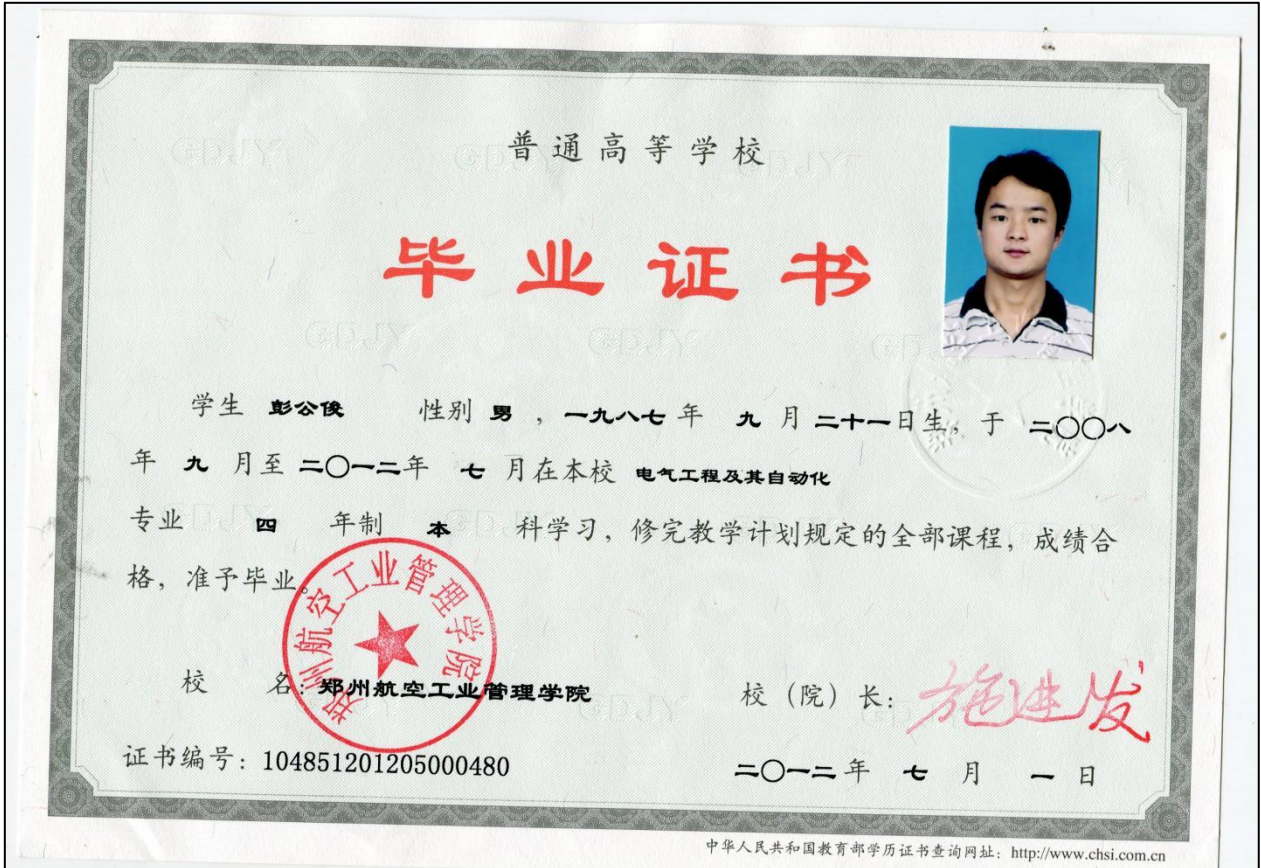 普通高等学校
毕业证书
学生 彭公俊 性别 男 ，一九八七 年 九 月 二十一日生，于 二〇〇八
年 九 月至 二〇一二年 七 月在本校 电气工程及其自动化
专业 四 年制 本 科学习，修完教学计划规定的全部课程，成绩合
格，准予毕业。
郑州航空工业管理学院
校 名：郑州航空工业管理学院
校（院）长：施进发
证书编号：104851201205000480
二〇一二年 七 月 一 日
中华人民共和国教育部学历证书查询网址：http://www.chsi.com.cn